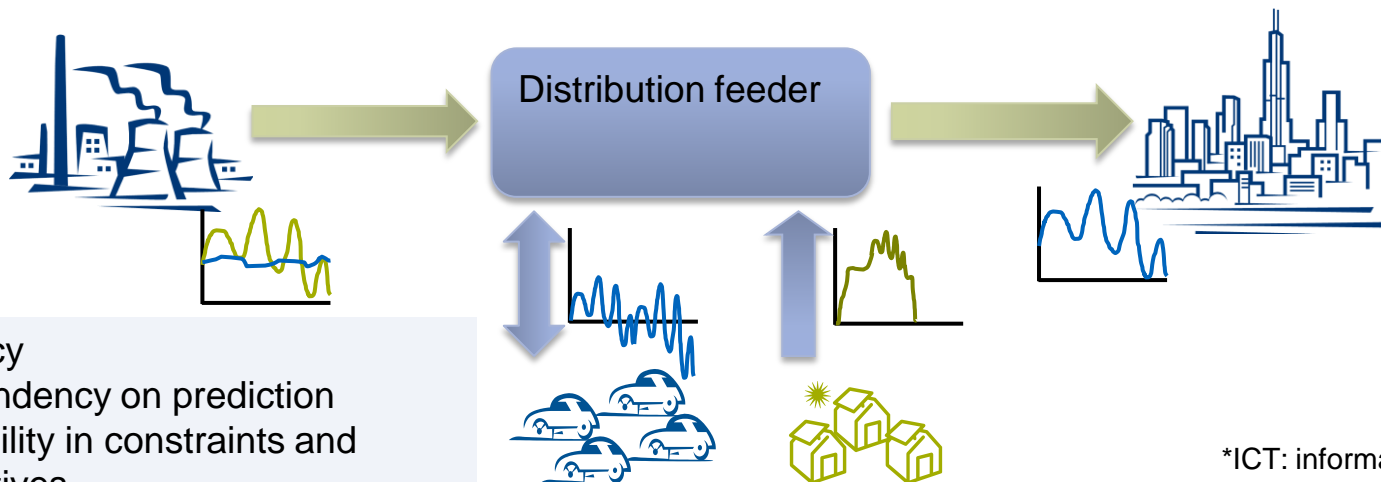 Distribution feeder
cy
ndency on prediction
ility in constraints and
*ICT: informa